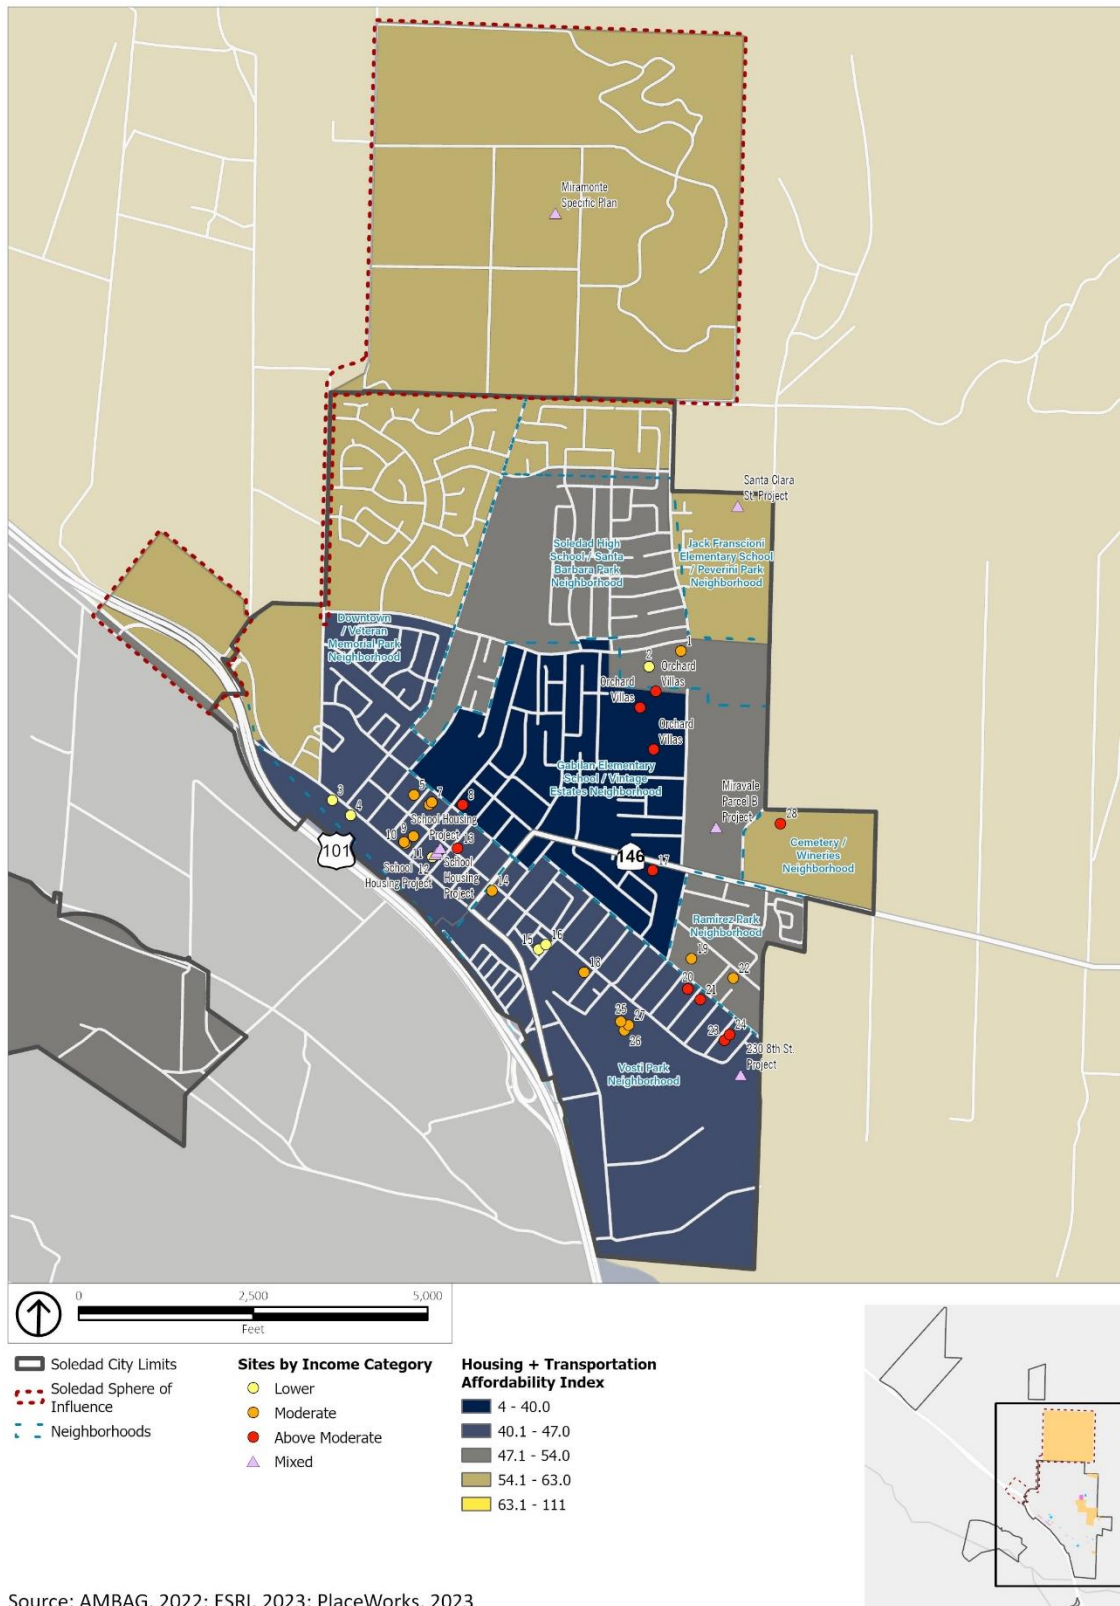 Miramonte
Specific Plan
Santa Clara
St. Project
Soledad High
School / Santa
Barbara Park
Neighborhood
Jack Franscioni
Elementary School
/ Peverini Park
Neighborhood
Downtown
/ Veteran
Memorial Park
Neighborhood
1
2
Orchard
Villas
Orchard
Villas
Orchard
Villas
Gabilan Elementary
School / Vintage
Estates Neighborhood
3
4
5
7
8
School Housing
Project
Miravale
Parcel B
Project
28
Cemetery /
Wineries
Neighborhood
9
10
11
12
13
101
School
Housing Project
School
Housing
Project
146
17
14
Ramirez Park
Neighborhood
15
16
18
19
20
21
22
23
24
25
26
27
230 8th St.
Project
Vosti Park
Neighborhood
0 2,500 5,000
Feet
Soledad City Limits
Soledad Sphere of
Influence
Neighborhoods
Sites by Income Category
Lower
Moderate
Above Moderate
Mixed
Housing + Transportation
Affordability Index
4 - 40.0
40.1 - 47.0
47.1 - 54.0
54.1 - 63.0
63.1 - 111
Source: AMBAG, 2022; ESRI, 2023; PlaceWorks, 2023